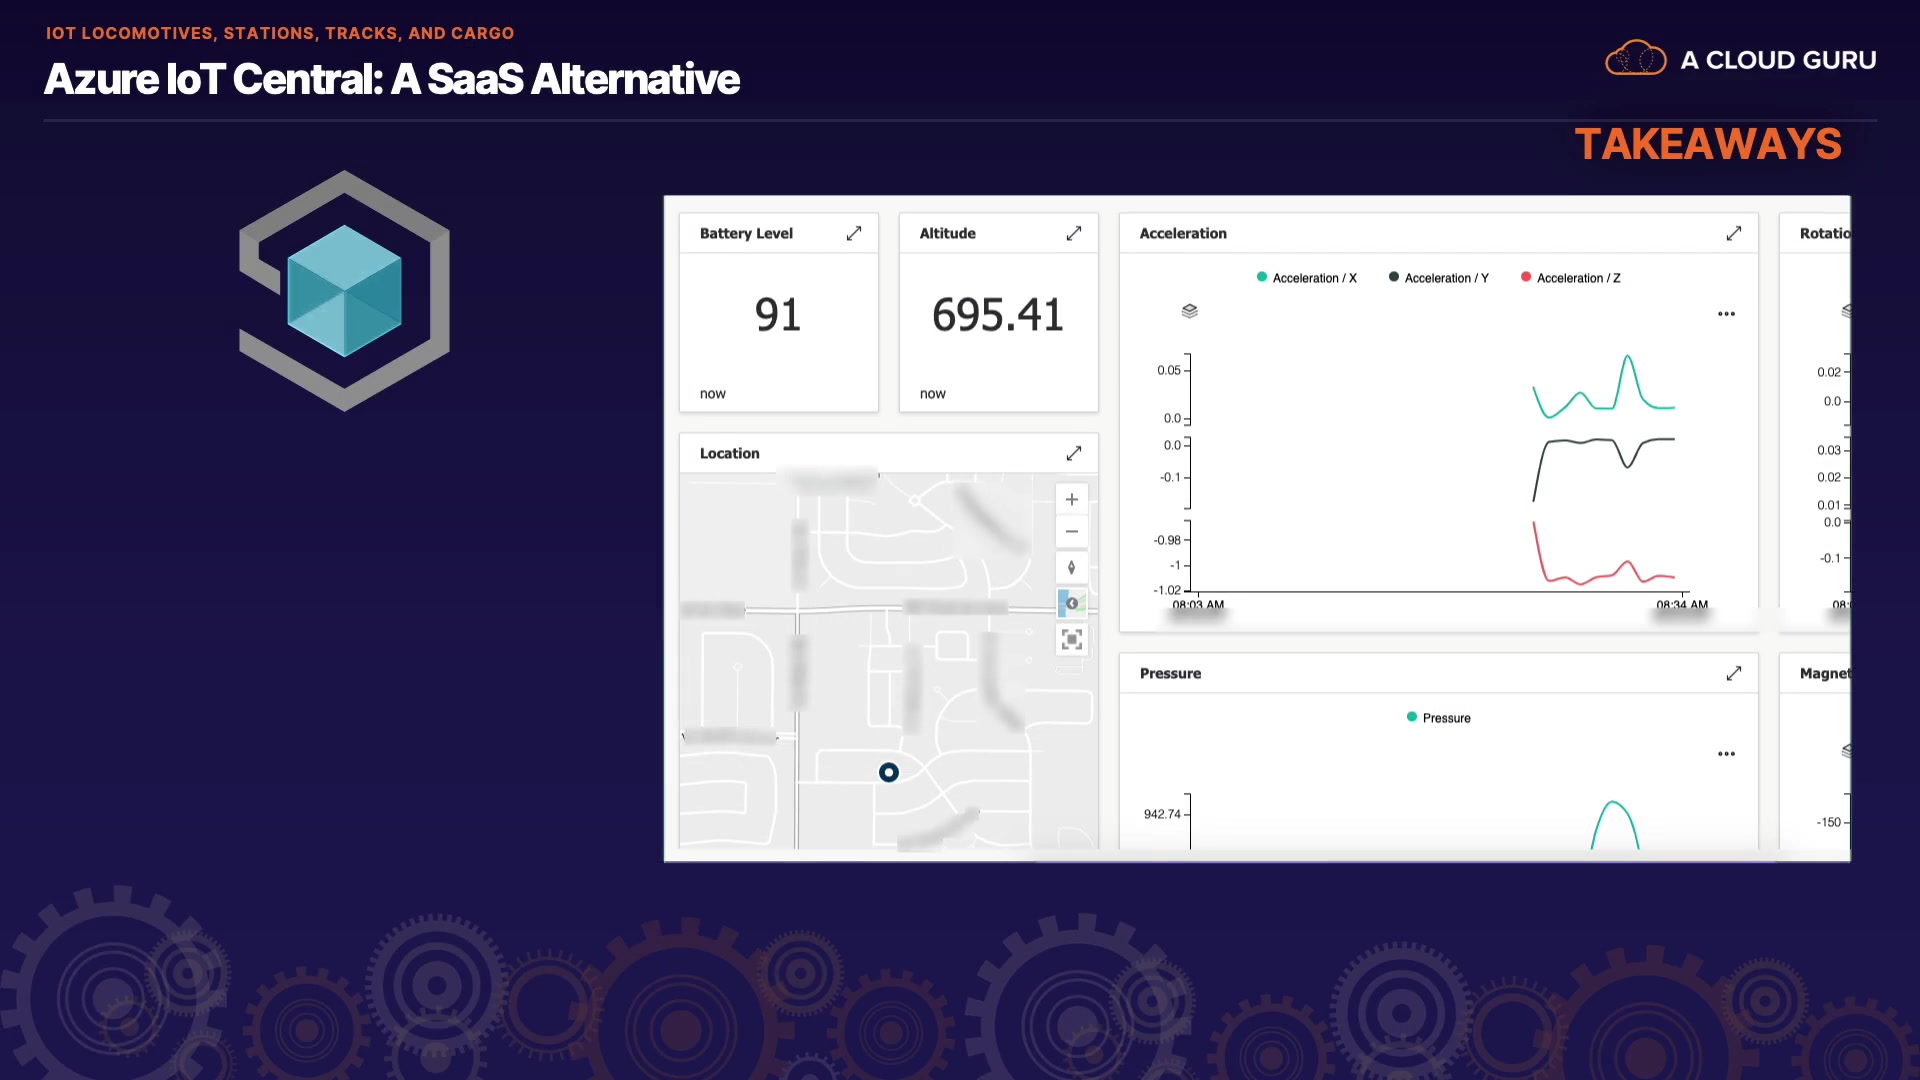 IOT LOCOMOTIVES, STATIONS, TRACKS, AND CARGO
Azure IoT Central: A SaaS Alternative
A CLOUD GURU
TAKEAWAYS
Battery Level
91
now
Altitude
695.41
now
Location
Acceleration
Acceleration / X
Acceleration / Y
Acceleration / Z
0.05
0.0
0.0
-0.1
-0.98
-1
-1.02
08:03 AM
08:34 AM
Pressure
Pressure
942.74
Rotatio
0.02
0.0
0.03
0.02
0.01
0.0
-0.1
Magnet
-150